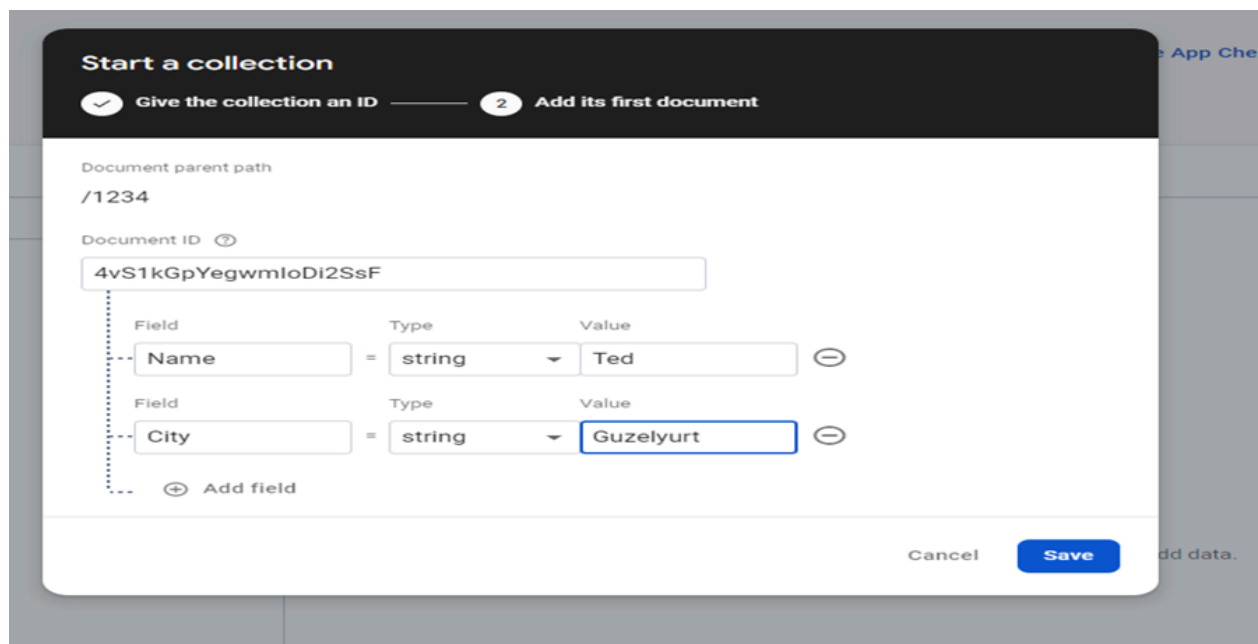 Start a collection
Give the collection an ID
2 Add its first document
App Che
Document parent path
/1234
Document ID
4vS1kGpYegwmIoDi2SsF
Field Type Value
Name = string Ted
Field Type Value
City = string Guzelyurt
Add field
Cancel Save
dd data.